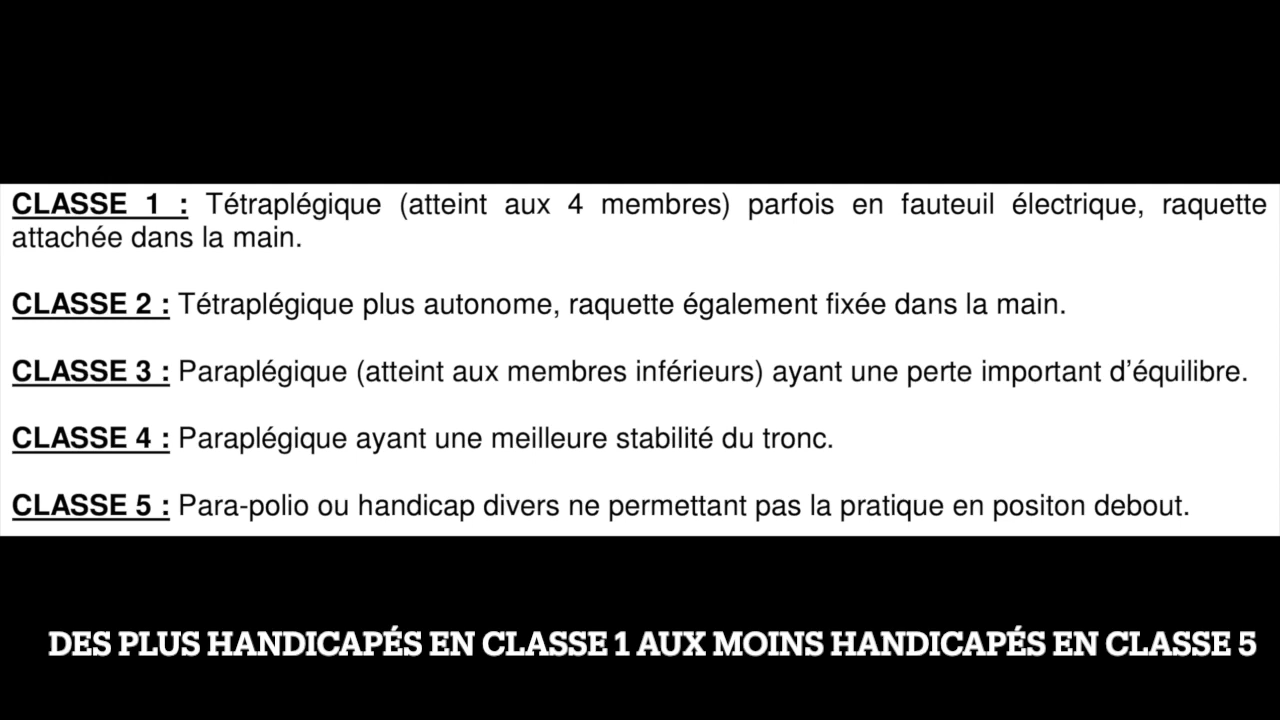 CLASSE 1 : Tétraplégique (atteint aux 4 membres) parfois en fauteuil électrique, raquette
attachée dans la main.
CLASSE 2 : Tétraplégique plus autonome, raquette également fixée dans la main.
CLASSE 3 : Paraplégique (atteint aux membres inférieurs) ayant une perte important d’équilibre.
CLASSE 4 : Paraplégique ayant une meilleure stabilité du tronc.
CLASSE 5 : Para-polio ou handicap divers ne permettant pas la pratique en positon debout.
DES PLUS HANDICAPÉS EN CLASSE 1 AUX MOINS HANDICAPÉS EN CLASSE 5